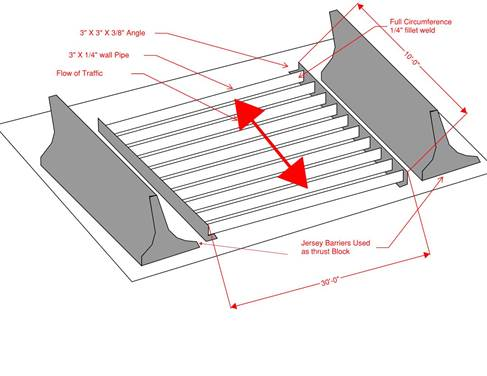 3" X 3" X 3/8" Angle
Full Circumference
1/4" fillet weld
3" X 1/4" wall Pipe
Flow of Traffic
10'-0"
Jersey Barriers Used
as thrust Block
30'-0"